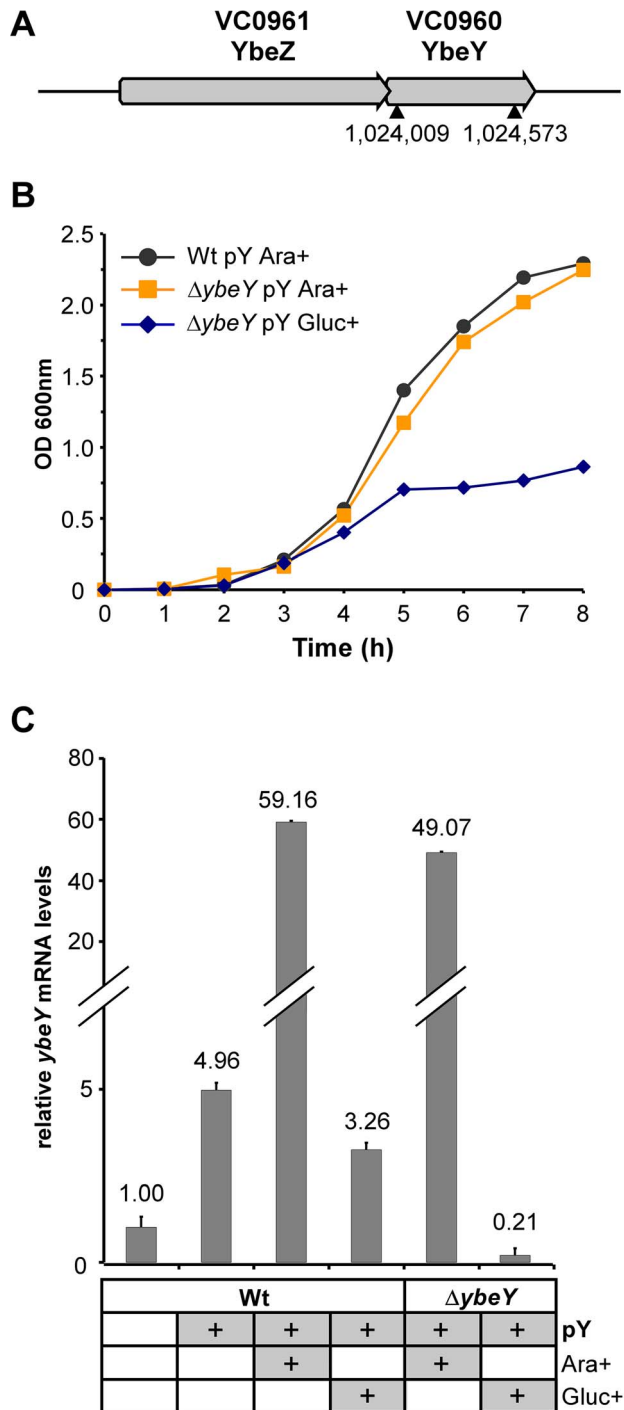 A
VC0961 VC0960
YbeZ YbeY
1,024,009 1,024,573
B
2.5
2.0
1.5
1.0
0.5
0
OD 600nm
Wt pY Ara+
ΔybeY pY Ara+
ΔybeY pY Gluc+
0 1 2 3 4 5 6 7 8
Time (h)
C
80
60
40
20
5
0
relative ybeY mRNA levels
1.00
4.96
59.16
3.26
49.07
0.21
Wt ΔybeY
+ + + + + pY
+ + Ara+
+ + Gluc+